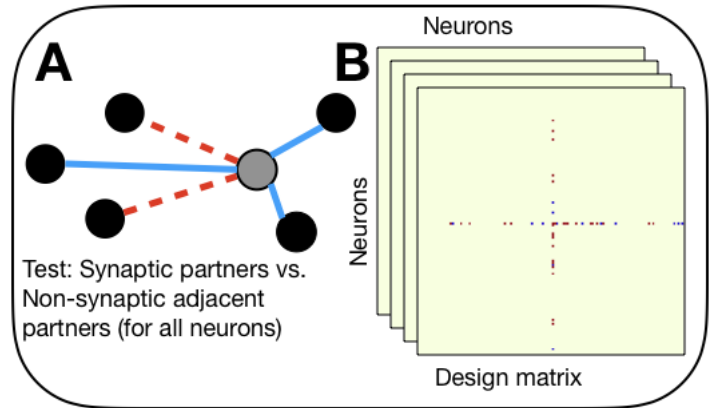 A
Test: Synaptic partners vs.
Non-synaptic adjacent
partners (for all neurons)
B
Neurons
Neurons
Design matrix